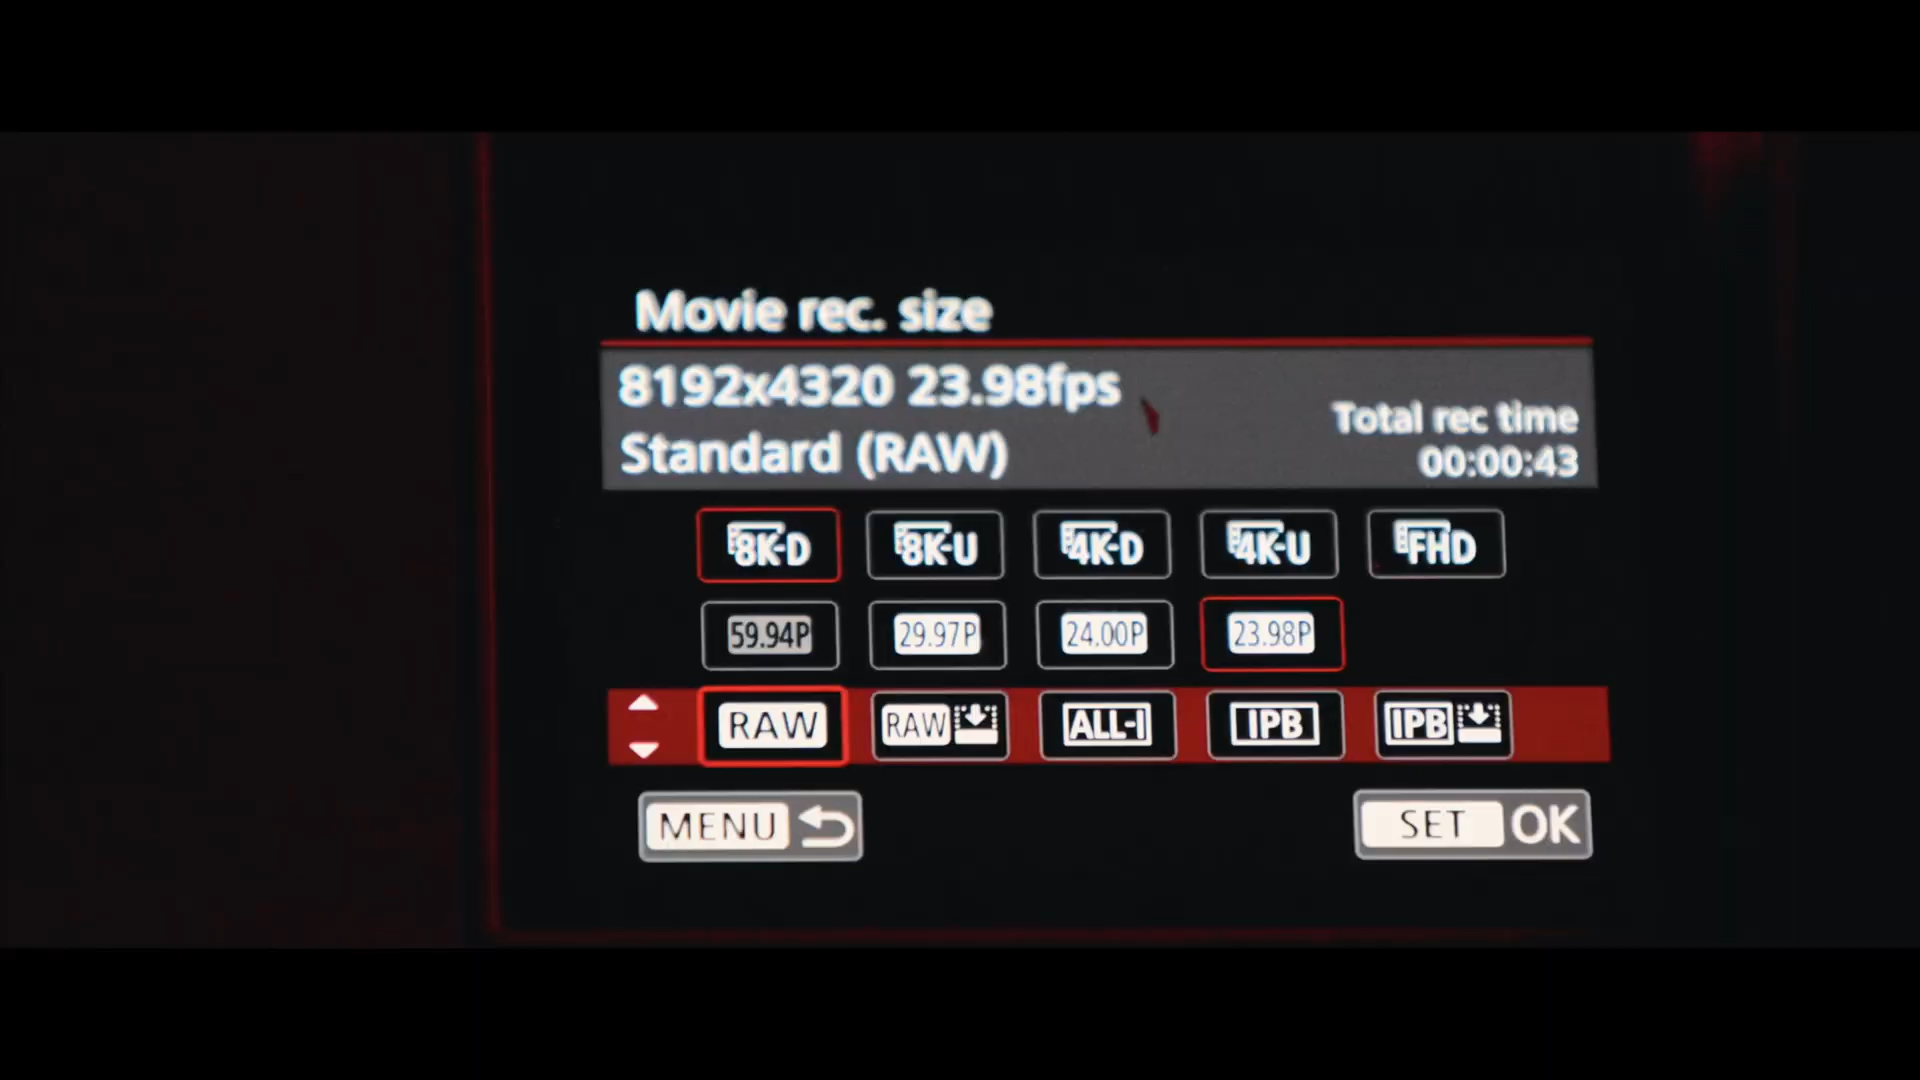 Movie rec. size
8192x4320 23.98fps
Standard (RAW)
Total rec time
00:00:43
8K-D 8K-U 4K-D 4K-U FHD
59.94P 29.97P 24.00P 23.98P
RAW RAW ALL-I IPB IPB
MENU SET OK